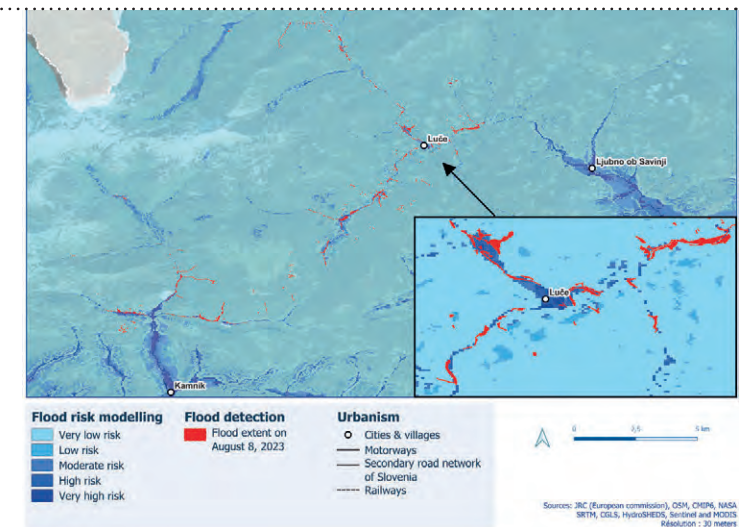 Luče
Ljubno ob Savinji
Luče
Kamnik
Flood risk modelling
Very low risk
Low risk
Moderate risk
High risk
Very high risk
Flood detection
Flood extent on
August 8, 2023
Urbanism
Cities & villages
Motorways
Secondary road network
of Slovenia
Railways
0 2,5 5 km
Sources: JRC (European commission), OSM, CMIP6, NASA
SRTM, CGLS, HydroSHEDS, Sentinel and MODIS
Résolution : 30 meters